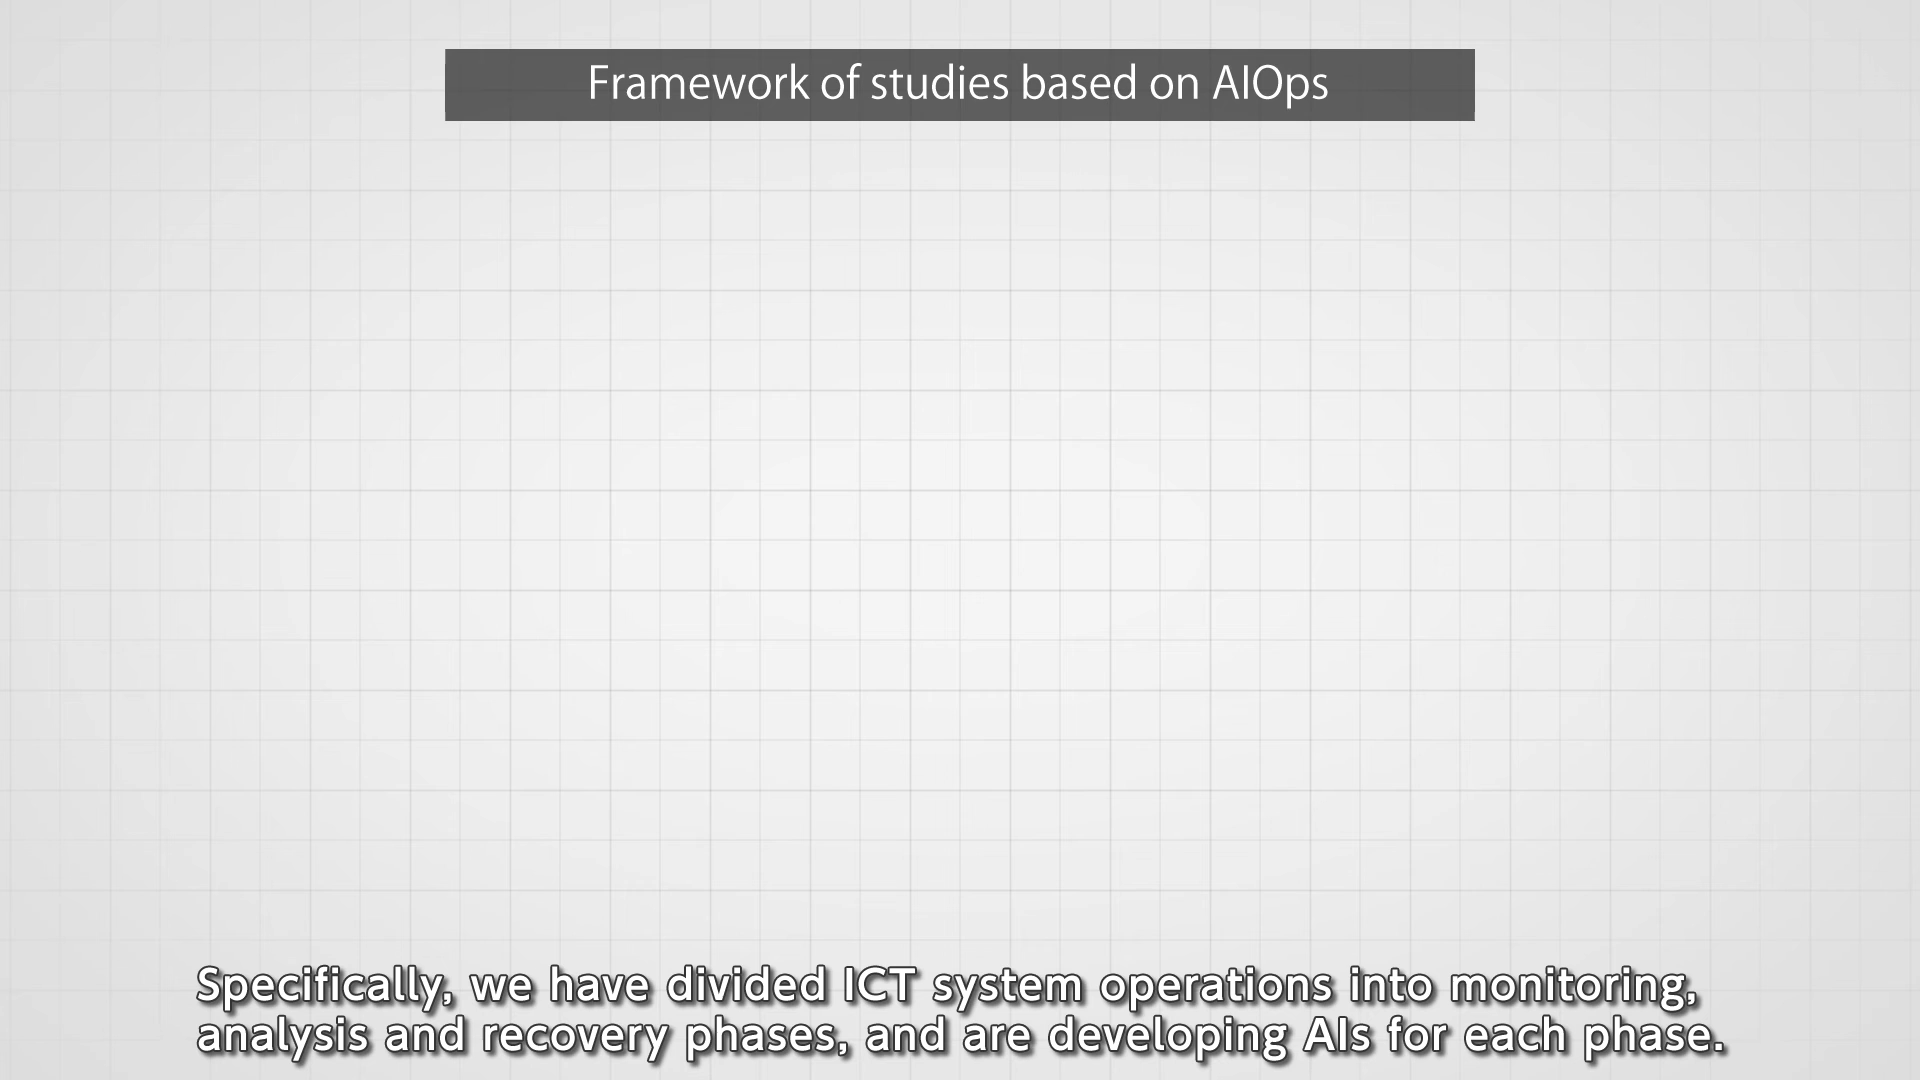 Framework of studies based on AIOps
Specifically, we have divided ICT system operations into monitoring,
analysis and recovery phases, and are developing AIs for each phase.